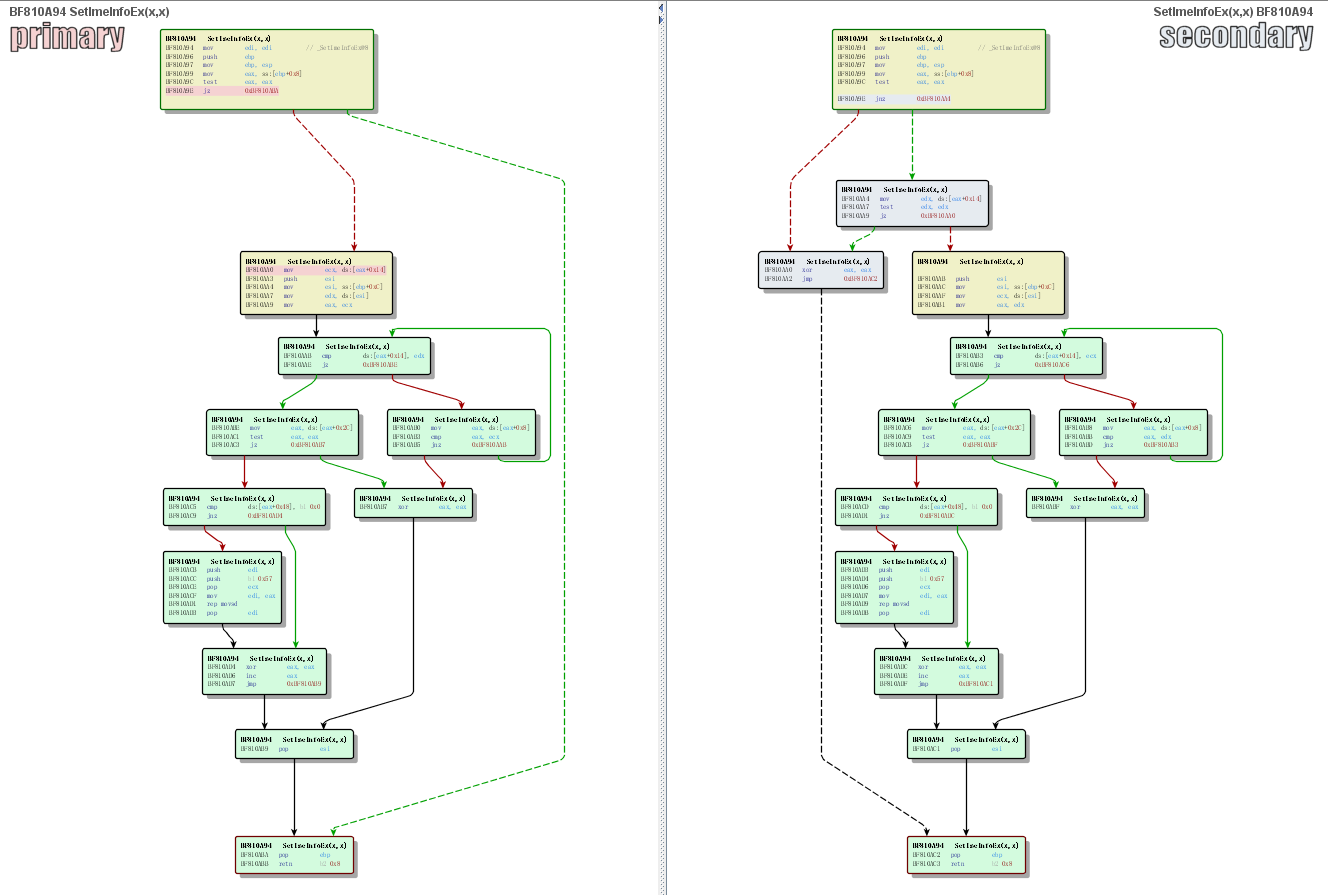 BF810A94 SetImeInfoEx(x,x)
primary
BF810A94 SetImeInfoEx(x, x)
BF810A94 mov edi, edi // _SetImeInfoEx@8
BF810A96 push ebp
BF810A97 mov ebp, esp
BF810A99 mov eax, ss:[ebp+0x8]
BF810A9C test eax, eax
BF810A9E jz 0xBF810ABA
BF810A94 SetImeInfoEx(x, x)
BF810AA0 mov ecx, ds:[eax+0x14]
BF810AA3 push esi
BF810AA4 mov esi, ss:[ebp+0xC]
BF810AA7 mov edx, ds:[esi]
BF810AA9 mov eax, ecx
BF810A94 SetImeInfoEx(x, x)
BF810AAB cmp ds:[eax+0x14], edx
BF810AAE jz 0xBF810ABE
BF810A94 SetImeInfoEx(x, x)
BF810ABE mov eax, ds:[eax+0x2C]
BF810AC1 test eax, eax
BF810AC3 jz 0xBF810AB7
BF810A94 SetImeInfoEx(x, x)
BF810AB0 mov eax, ds:[eax+0x8]
BF810AB3 cmp eax, ecx
BF810AB5 jnz 0xBF810AAB
BF810A94 SetImeInfoEx(x, x)
BF810AC5 cmp ds:[eax+0x48], 0x0
BF810AC9 jnz 0xBF810AD4
BF810A94 SetImeInfoEx(x, x)
BF810AB7 xor eax, eax
BF810A94 SetImeInfoEx(x, x)
BF810ACB push edi
BF810ACC push 0x57
BF810ACE pop ecx
BF810ACF mov edi, eax
BF810AD1 rep movsd
BF810AD3 pop edi
BF810A94 SetImeInfoEx(x, x)
BF810AD4 xor eax, eax
BF810AD6 inc eax
BF810AD7 jmp 0xBF810AB9
BF810A94 SetImeInfoEx(x, x)
BF810AB9 pop esi
BF810A94 SetImeInfoEx(x, x)
BF810ABA pop ebp
BF810ABB retn 0x8
SetImeInfoEx(x,x) BF810A94
secondary
BF810A94 SetImeInfoEx(x, x)
BF810A94 mov edi, edi // _SetImeInfoEx@8
BF810A96 push ebp
BF810A97 mov ebp, esp
BF810A99 mov eax, ss:[ebp+0x8]
BF810A9C test eax, eax
BF810A9E jnz 0xBF810AA4
BF810A94 SetImeInfoEx(x, x)
BF810AA4 mov edx, ds:[eax+0x14]
BF810AA7 test edx, edx
BF810AA9 jz 0xBF810AA0
BF810A94 SetImeInfoEx(x, x)
BF810AA0 xor eax, eax
BF810AA2 jmp 0xBF810AC2
BF810A94 SetImeInfoEx(x, x)
BF810AAB push esi
BF810AAC mov esi, ss:[ebp+0xC]
BF810AAF mov ecx, ds:[esi]
BF810AB1 mov eax, edx
BF810A94 SetImeInfoEx(x, x)
BF810AB3 cmp ds:[eax+0x14], ecx
BF810AB6 jz 0xBF810AC6
BF810A94 SetImeInfoEx(x, x)
BF810AC6 mov eax, ds:[eax+0x2C]
BF810AC9 test eax, eax
BF810ACB jz 0xBF810ABF
BF810A94 SetImeInfoEx(x, x)
BF810AB8 mov eax, ds:[eax+0x8]
BF810ABB cmp eax, edx
BF810ABD jnz 0xBF810AB3
BF810A94 SetImeInfoEx(x, x)
BF810ACD cmp ds:[eax+0x48], 0x0
BF810AD1 jnz 0xBF810ADC
BF810A94 SetImeInfoEx(x, x)
BF810ABF xor eax, eax
BF810A94 SetImeInfoEx(x, x)
BF810AD3 push edi
BF810AD4 push 0x57
BF810AD6 pop ecx
BF810AD7 mov edi, eax
BF810AD9 rep movsd
BF810ADB pop edi
BF810A94 SetImeInfoEx(x, x)
BF810ADC xor eax, eax
BF810ADE inc eax
BF810ADF jmp 0xBF810AC1
BF810A94 SetImeInfoEx(x, x)
BF810AC1 pop esi
BF810A94 SetImeInfoEx(x, x)
BF810AC2 pop ebp
BF810AC3 retn 0x8